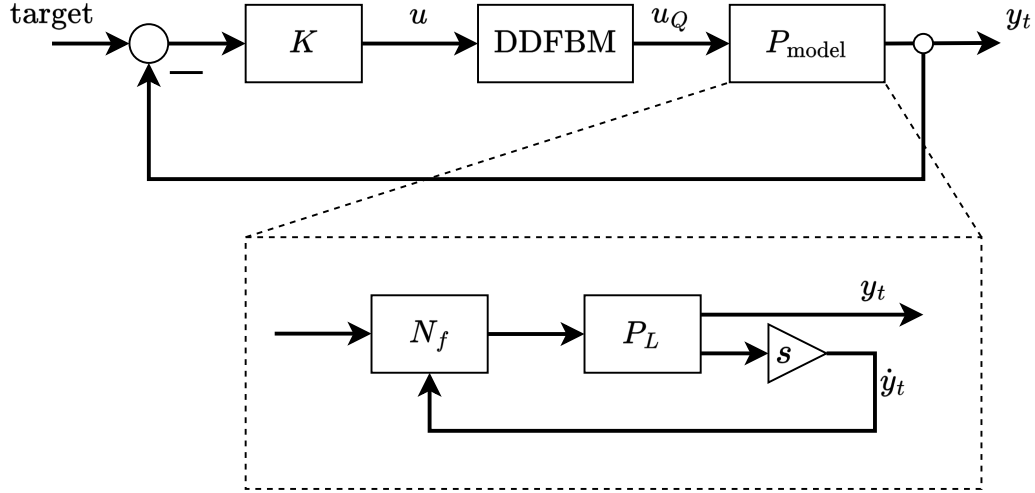 target
u
u_Q
y_t
−
K
DDFBM
P_model
y_t
N_f
P_L
s
ẏ_t